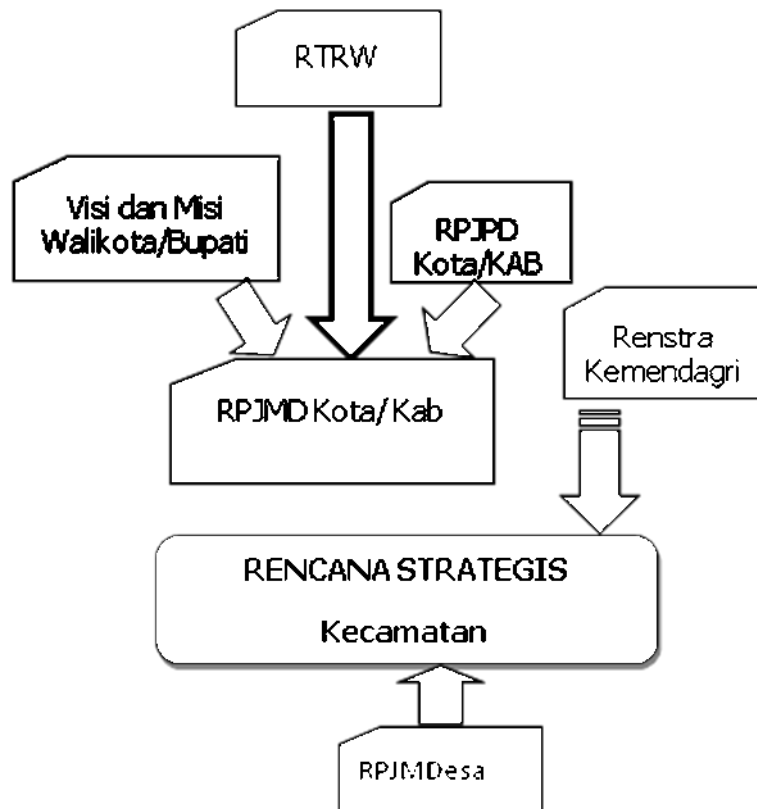 RTRW
Visi dan Misi
Walikota/Bupati
RPJPD
Kota/KAB
Renstra
Kemendagri
RPJMD Kota/ Kab
RENCANA STRATEGIS
Kecamatan
RPJMDesa